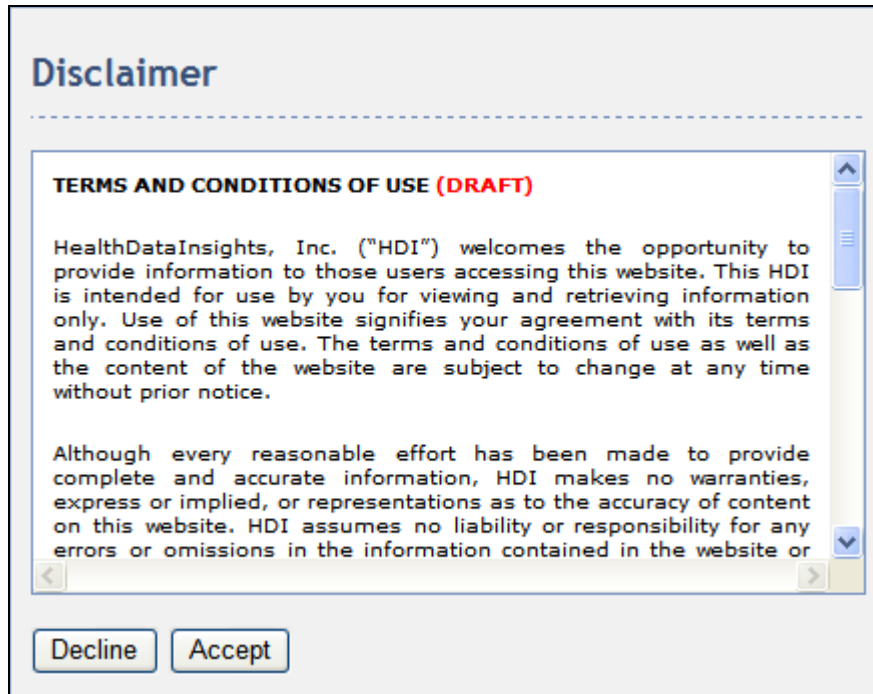 Disclaimer
TERMS AND CONDITIONS OF USE (DRAFT)
HealthDataInsights, Inc. (“HDI”) welcomes the opportunity to
provide information to those users accessing this website. This HDI
is intended for use by you for viewing and retrieving information
only. Use of this website signifies your agreement with its terms
and conditions of use. The terms and conditions of use as well as
the content of the website are subject to change at any time
without prior notice.
Although every reasonable effort has been made to provide
complete and accurate information, HDI makes no warranties,
express or implied, or representations as to the accuracy of content
on this website. HDI assumes no liability or responsibility for any
errors or omissions in the information contained in the website or
Decline Accept